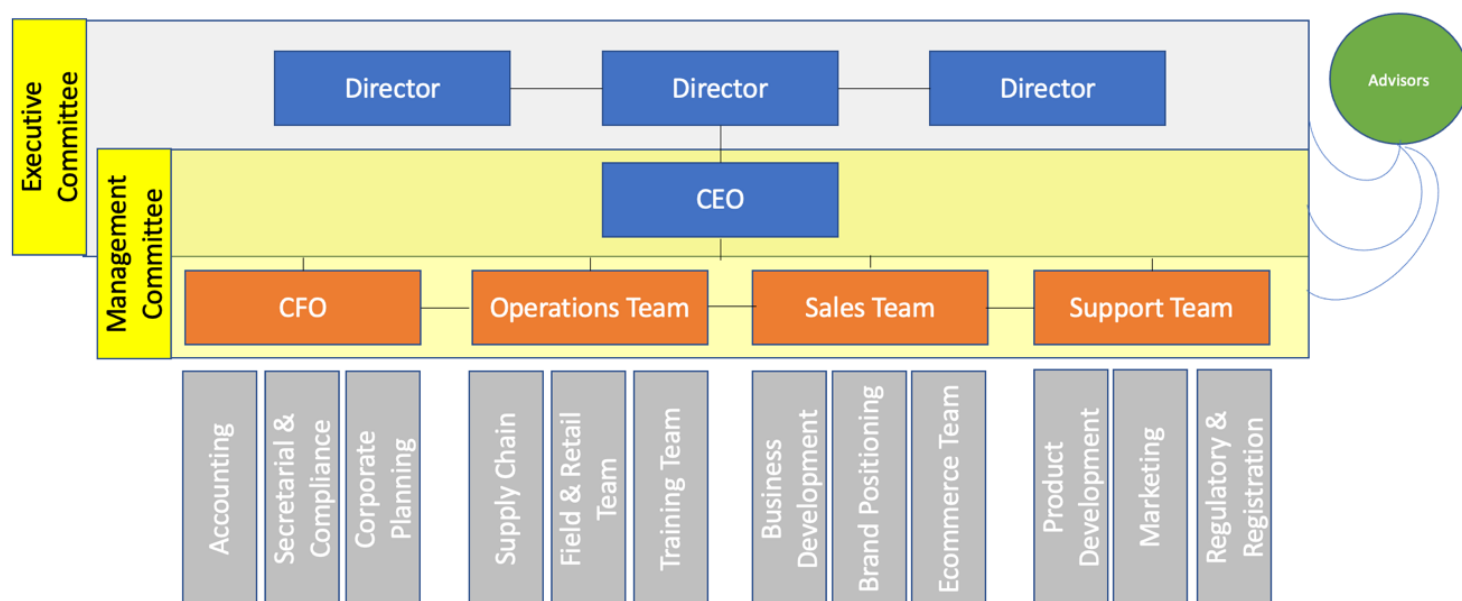 Executive
Committee
Director
Director
Director
Advisors
Management
Committee
CEO
CFO
Operations Team
Sales Team
Support Team
Accounting
Secretarial &
Compliance
Corporate
Planning
Supply Chain
Field & Retail
Team
Training Team
Business
Development
Brand Positioning
Ecommerce Team
Product
Development
Marketing
Regulatory &
Registration